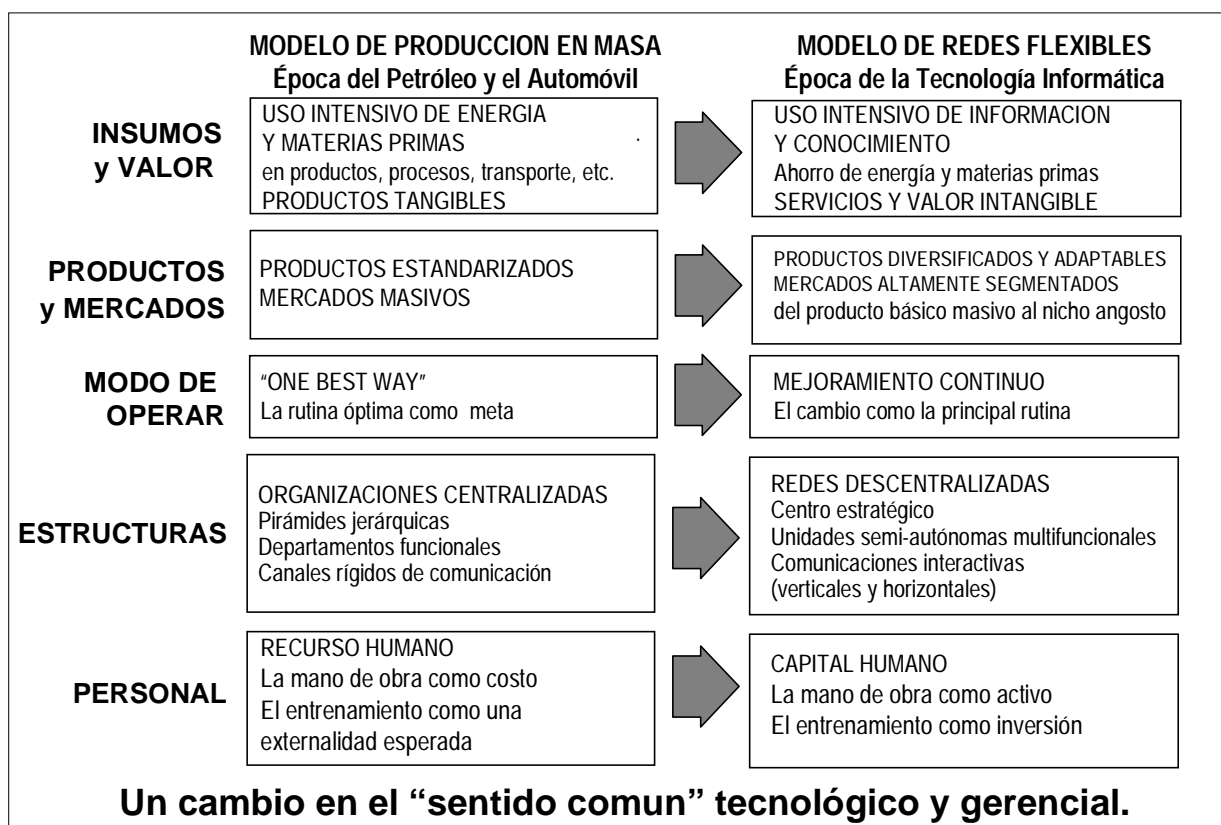 MODELO DE PRODUCCION EN MASA
Época del Petróleo y el Automóvil
MODELO DE REDES FLEXIBLES
Época de la Tecnología Informática
INSUMOS
y VALOR
USO INTENSIVO DE ENERGIA
Y MATERIAS PRIMAS
en productos, procesos, transporte, etc.
PRODUCTOS TANGIBLES
USO INTENSIVO DE INFORMACION
Y CONOCIMIENTO
Ahorro de energía y materias primas
SERVICIOS Y VALOR INTANGIBLE
PRODUCTOS
y MERCADOS
PRODUCTOS ESTANDARIZADOS
MERCADOS MASIVOS
PRODUCTOS DIVERSIFICADOS Y ADAPTABLES
MERCADOS ALTAMENTE SEGMENTADOS
del producto básico masivo al nicho angosto
MODO DE
OPERAR
“ONE BEST WAY”
La rutina óptima como meta
MEJORAMIENTO CONTINUO
El cambio como la principal rutina
ESTRUCTURAS
ORGANIZACIONES CENTRALIZADAS
Pirámides jerárquicas
Departamentos funcionales
Canales rígidos de comunicación
REDES DESCENTRALIZADAS
Centro estratégico
Unidades semi-autónomas multifuncionales
Comunicaciones interactivas
(verticales y horizontales)
PERSONAL
RECURSO HUMANO
La mano de obra como costo
El entrenamiento como una
externalidad esperada
CAPITAL HUMANO
La mano de obra como activo
El entrenamiento como inversión
Un cambio en el “sentido comun” tecnológico y gerencial.